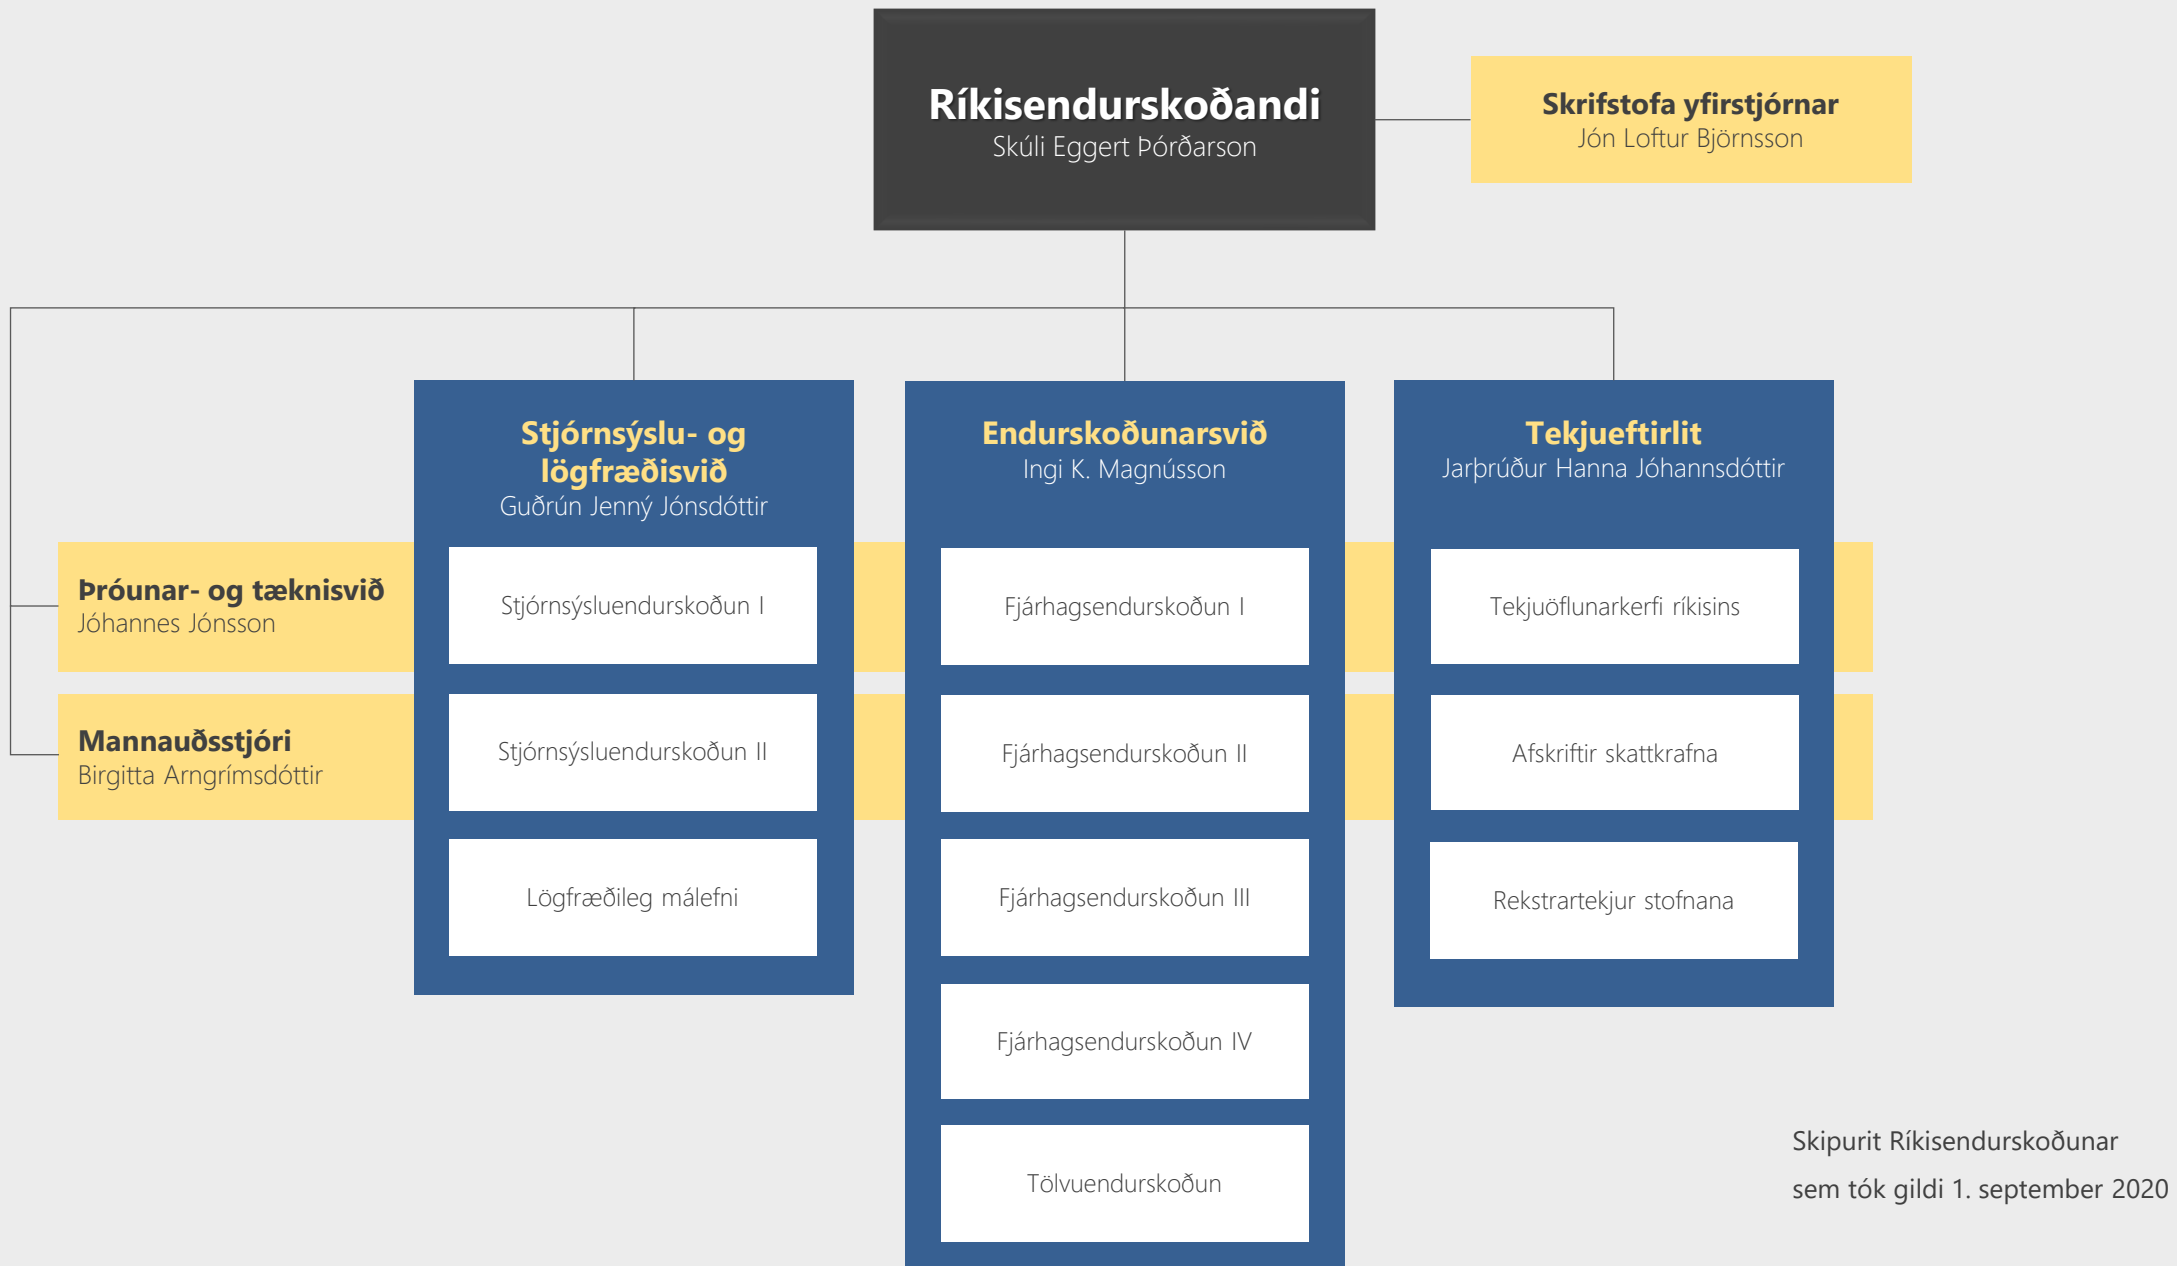 Ríkisendurskoðandi
Skúli Eggert Þórðarson
Skrifstofa yfirstjórnar
Jón Loftur Björnsson
Stjórnsýslu- og
lögfræðisvið
Guðrún Jenný Jónsdóttir
Stjórnsýsluendurskoðun I
Stjórnsýsluendurskoðun II
Lögfræðileg málefni
Endurskoðunarsvið
Ingi K. Magnússon
Fjárhagsendurskoðun I
Fjárhagsendurskoðun II
Fjárhagsendurskoðun III
Fjárhagsendurskoðun IV
Tölvuendurskoðun
Tekjueftirlit
Jarþrúður Hanna Jóhannsdóttir
Tekjuöflunarkerfi ríkisins
Afskriftir skattkrafna
Rekstrartekjur stofnana
Þróunar- og tæknisvið
Jóhannes Jónsson
Mannauðsstjóri
Birgitta Arngrímsdóttir
Skipurit Ríkisendurskoðunar
sem tók gildi 1. september 2020